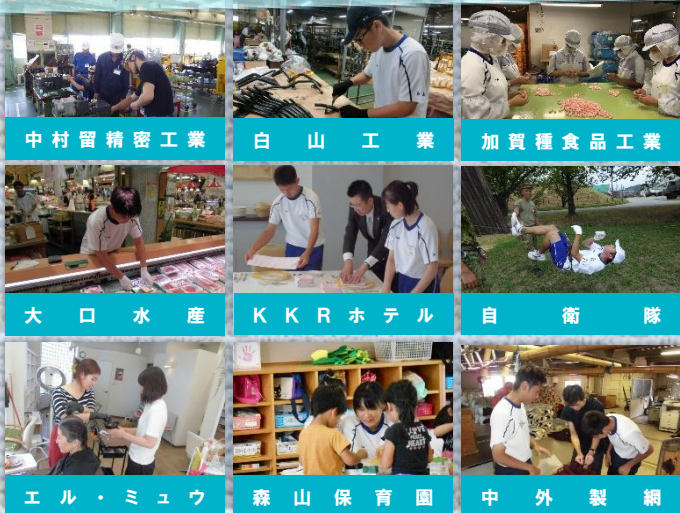 中村留精密工業
白山工業
加賀種食品工業
大口水産
KKRホテル
自衛隊
エル・ミュウ
森山保育園
中外製網